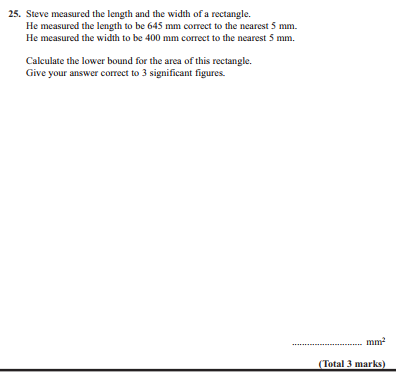 25. Steve measured the length and the width of a rectangle.
He measured the length to be 645 mm correct to the nearest 5 mm.
He measured the width to be 400 mm correct to the nearest 5 mm.
Calculate the lower bound for the area of this rectangle.
Give your answer correct to 3 significant figures.
............................ mm²
(Total 3 marks)